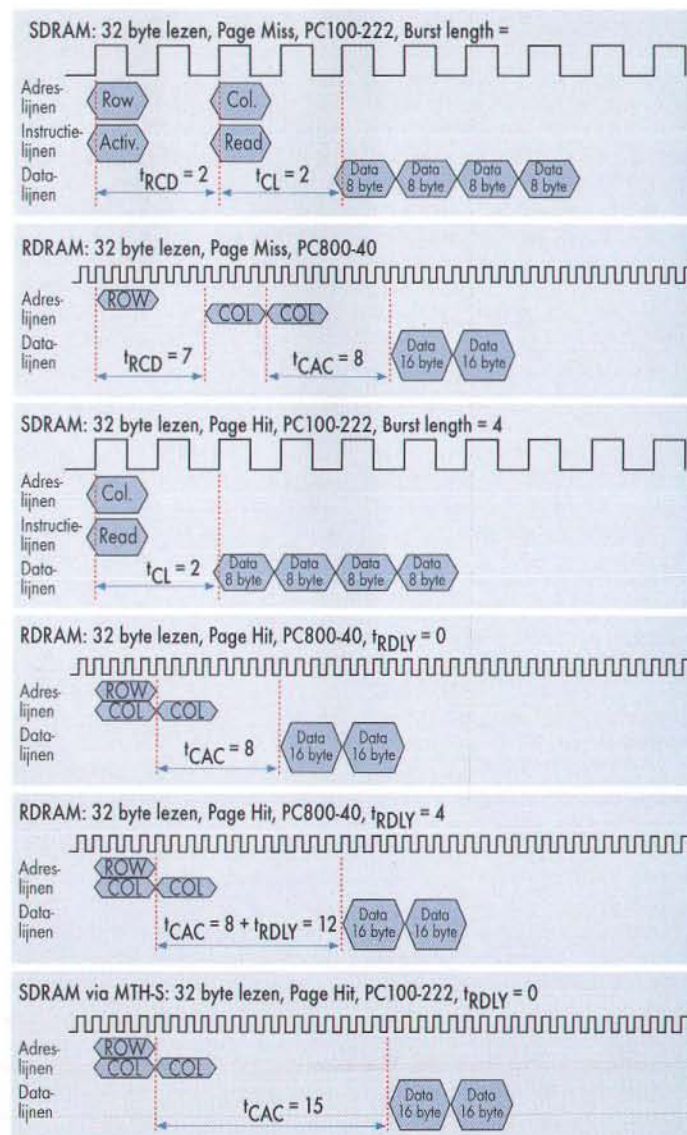 SDRAM: 32 byte lezen, Page Miss, PC100-222, Burst length =
Adres-
lijnen
Row
Col.
Instructie-
lijnen
Activ.
Read
Data-
lijnen
tRCD = 2
tCL = 2
Data
8 byte
Data
8 byte
Data
8 byte
Data
8 byte
RDRAM: 32 byte lezen, Page Miss, PC800-40
Adres-
lijnen
ROW
COL
COL
Data-
lijnen
tRCD = 7
tCAC = 8
Data
16 byte
Data
16 byte
SDRAM: 32 byte lezen, Page Hit, PC100-222, Burst length = 4
Adres-
lijnen
Col.
Instructie-
lijnen
Read
Data-
lijnen
tCL = 2
Data
8 byte
Data
8 byte
Data
8 byte
Data
8 byte
RDRAM: 32 byte lezen, Page Hit, PC800-40, tRDLY = 0
Adres-
lijnen
ROW
COL
COL
Data-
lijnen
tCAC = 8
Data
16 byte
Data
16 byte
RDRAM: 32 byte lezen, Page Hit, PC800-40, tRDLY = 4
Adres-
lijnen
ROW
COL
COL
Data-
lijnen
tCAC = 8 + tRDLY = 12
Data
16 byte
Data
16 byte
SDRAM via MTH-S: 32 byte lezen, Page Hit, PC100-222, tRDLY = 0
Adres-
lijnen
ROW
COL
COL
Data-
lijnen
tCAC = 15
Data
16 byte
Data
16 byte